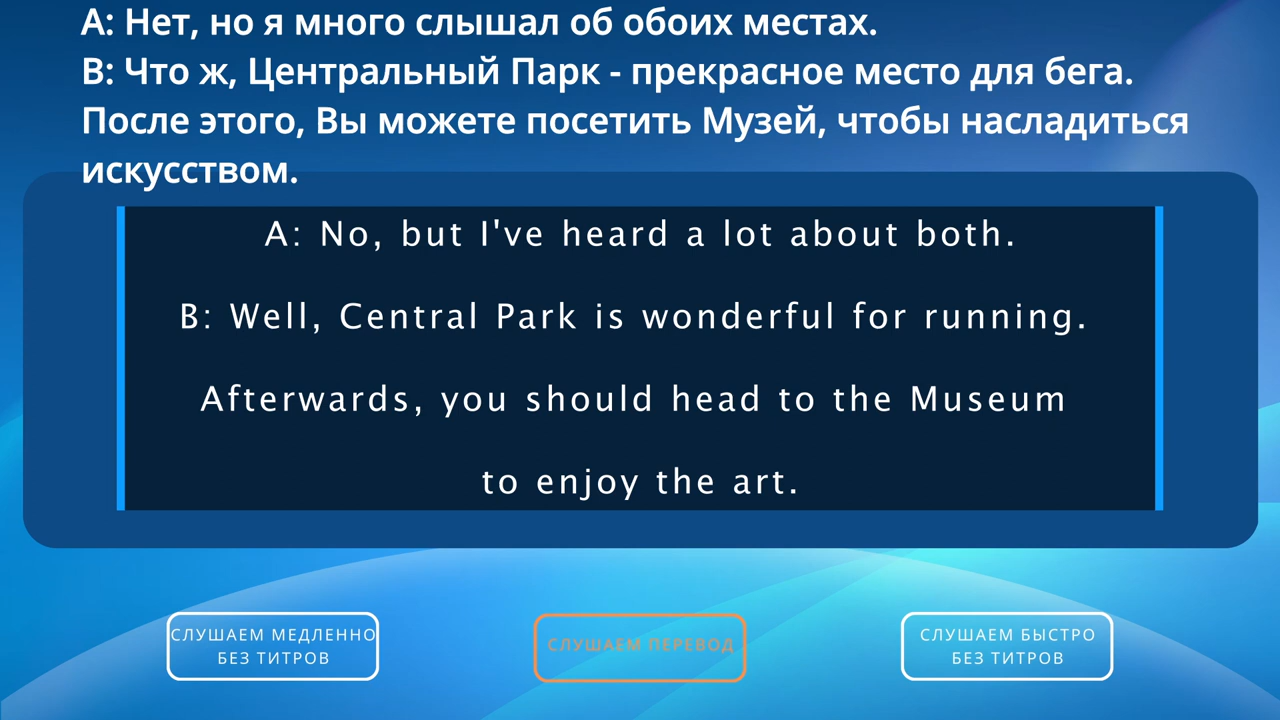 А: Нет, но я много слышал об обоих местах.
В: Что ж, Центральный Парк - прекрасное место для бега.
После этого, Вы можете посетить Музей, чтобы насладиться
искусством.
A: No, but I've heard a lot about both.
B: Well, Central Park is wonderful for running.
Afterwards, you should head to the Museum
to enjoy the art.
СЛУШАЕМ МЕДЛЕННО
БЕЗ ТИТРОВ
СЛУШАЕМ ПЕРЕВОД
СЛУШАЕМ БЫСТРО
БЕЗ ТИТРОВ